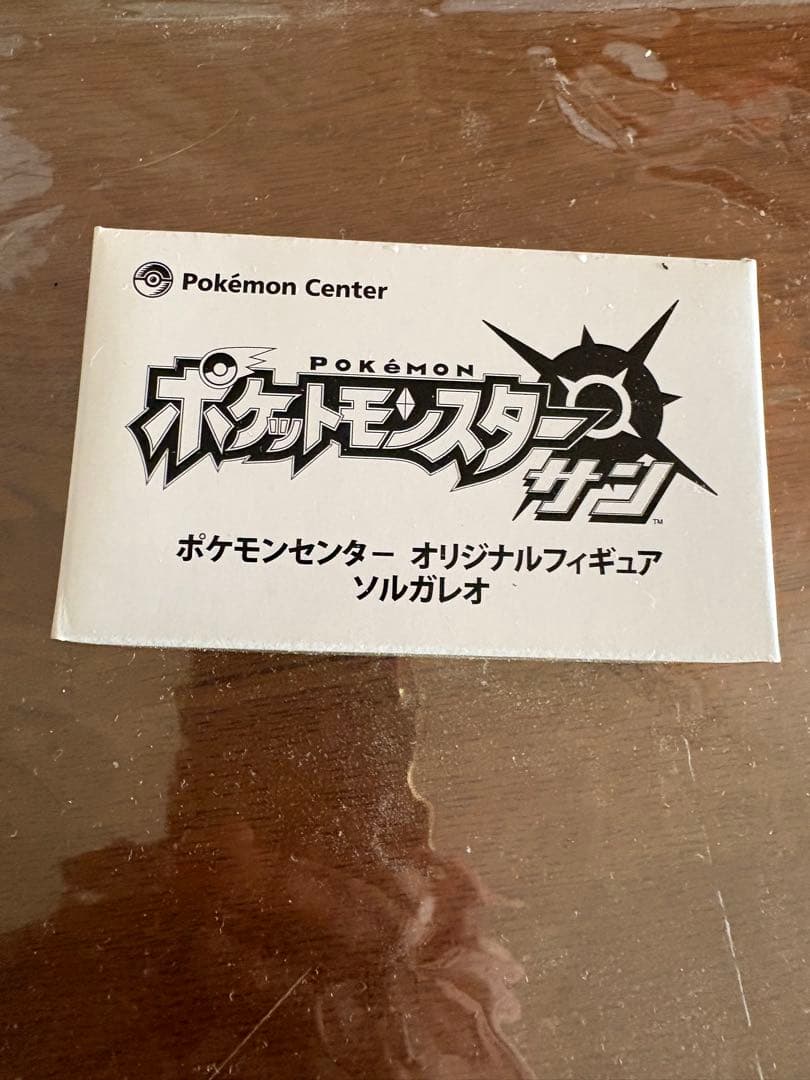 Pokémon Center
POKéMON
ポケットモンスター
サン
TM
ポケモンセンター オリジナルフィギュア
ソルガレオ